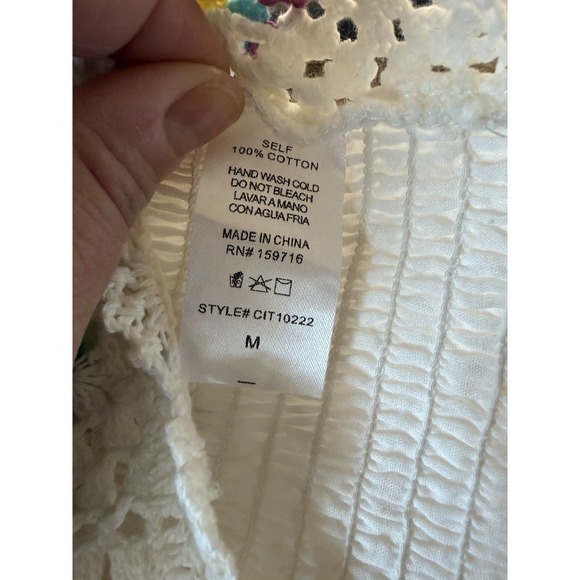 SELF
100% COTTON
HAND WASH COLD
DO NOT BLEACH
LAVAR A MANO
CON AGUA FRIA
MADE IN CHINA
RN# 159716
STYLE# CIT10222
M